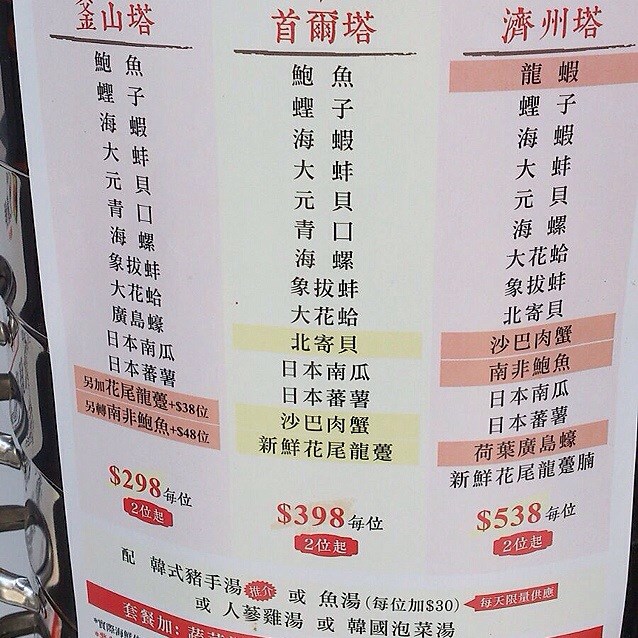 釜山塔
鮑魚
蟶子
海蝦
大蚌
元貝
青口
海螺
象拔蚌
大花蛤
廣島蠔
日本南瓜
日本蕃薯
另加花尾龍躉+$38位
另轉南非鮑魚+$48位
$298每位
2位起
首爾塔
鮑魚
蟶子
海蝦
大蚌
元貝
青口
海螺
象拔蚌
大花蛤
北寄貝
日本南瓜
日本蕃薯
沙巴肉蟹
新鮮花尾龍躉
$398每位
2位起
濟州塔
龍蝦
蟶子
海蝦
大蚌
元貝
海螺
大花蛤
象拔蚌
北寄貝
沙巴肉蟹
南非鮑魚
日本南瓜
日本蕃薯
荷葉廣島蠔
新鮮花尾龍躉腩
$538每位
2位起
配 韓式豬手湯 推介 或 魚湯(每位加$30) 每天限量供應
或 人蔘雞湯 或 韓國泡菜湯
套餐加: